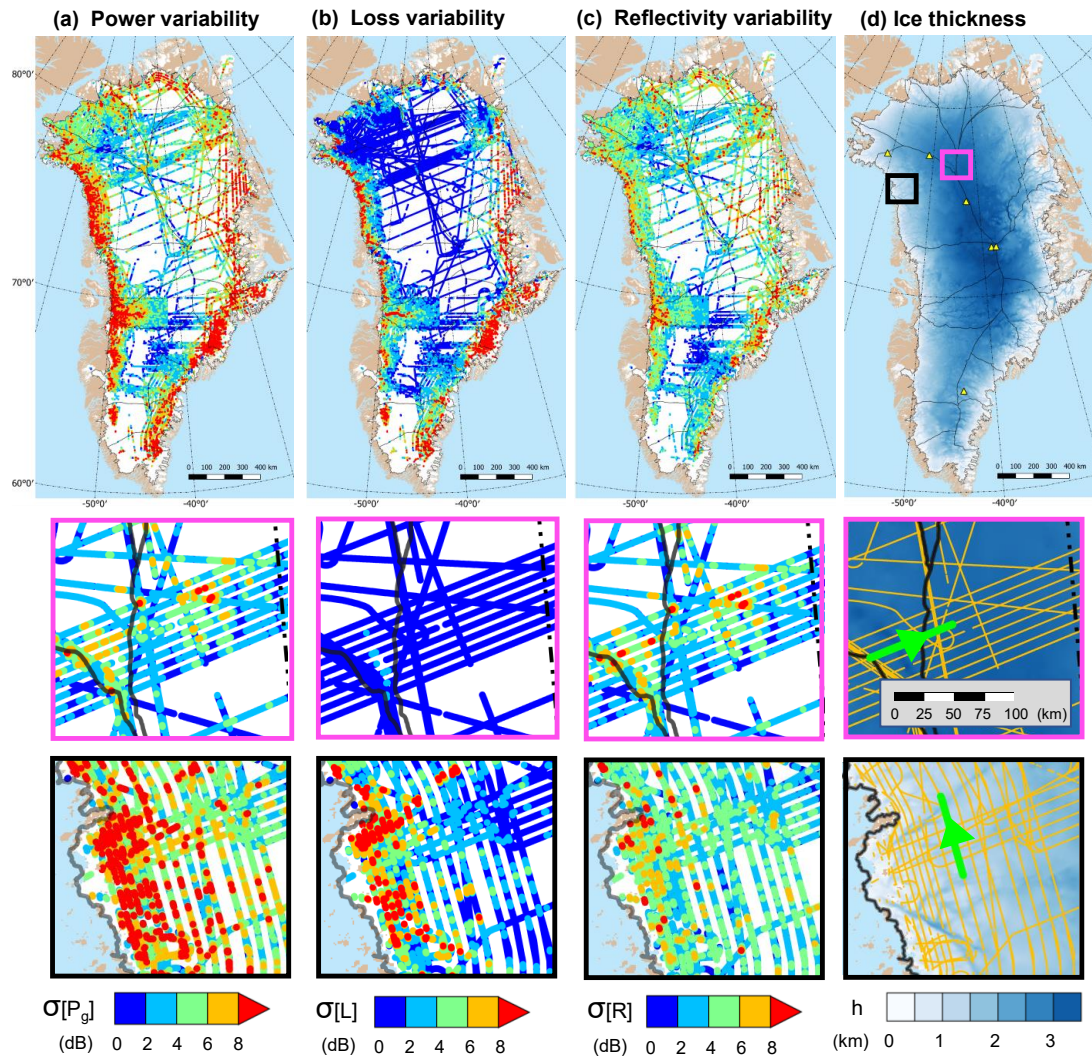 (a) Power variability
(b) Loss variability
(c) Reflectivity variability
(d) Ice thickness
80°0'
70°0'
60°0'
0 100 200 300 400 km
0 100 200 300 400 km
0 100 200 300 400 km
0 100 200 300 400 km
-50°0' -40°0'
-50°0' -40°0'
-50°0' -40°0'
-50°0' -40°0'
0 25 50 75 100 (km)
σ[Pg]
(dB) 0 2 4 6 8
σ[L]
(dB) 0 2 4 6 8
σ[R]
(dB) 0 2 4 6 8
h
(km) 0 1 2 3